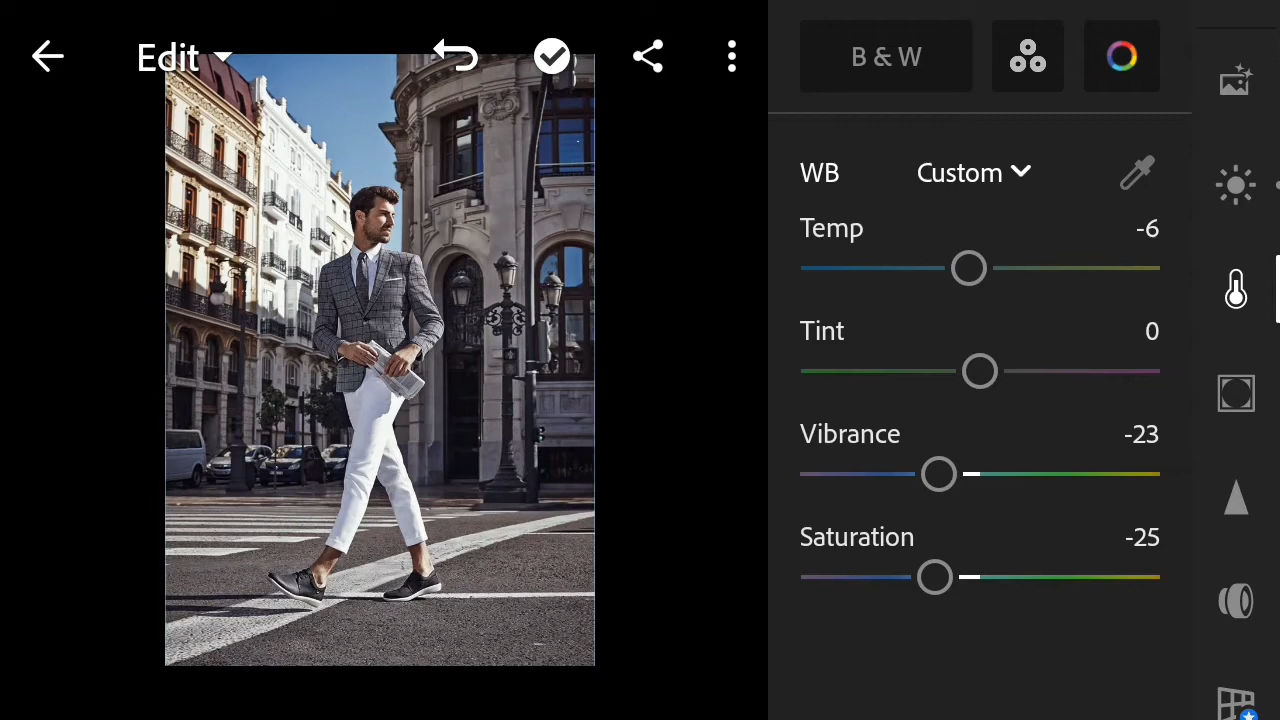 Edit
B & W
WB Custom
Temp -6
Tint 0
Vibrance -23
Saturation -25